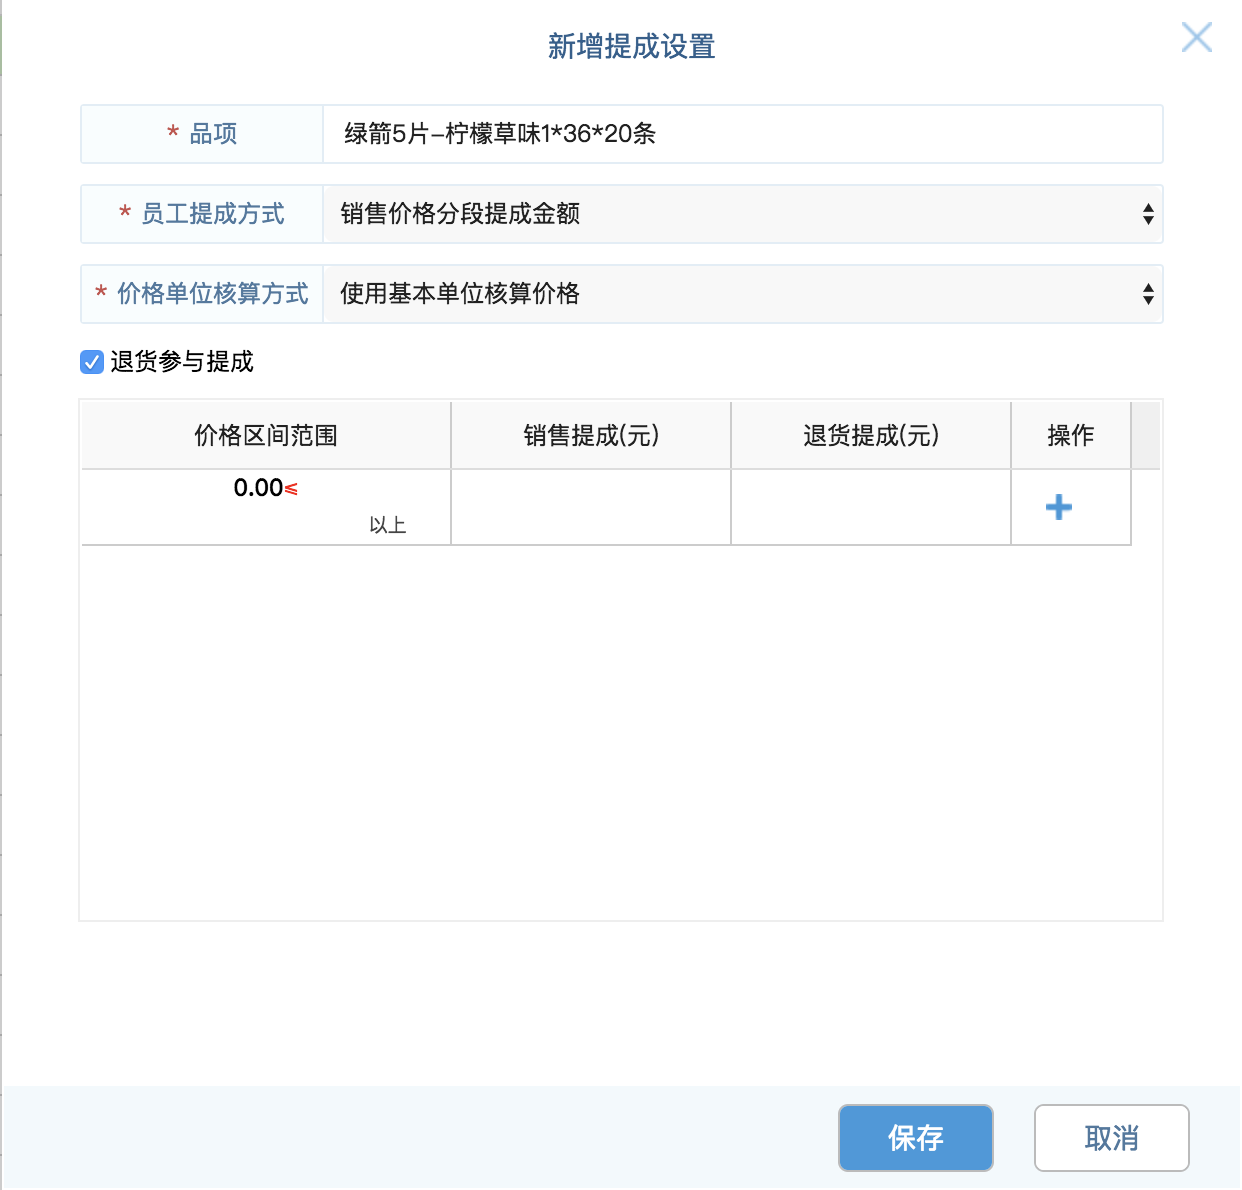 新增提成设置
* 品项 绿箭5片-柠檬草味1*36*20条
* 员工提成方式 销售价格分段提成金额
* 价格单位核算方式 使用基本单位核算价格
退货参与提成
价格区间范围 销售提成(元) 退货提成(元) 操作
0.00≤
以上
保存 取消